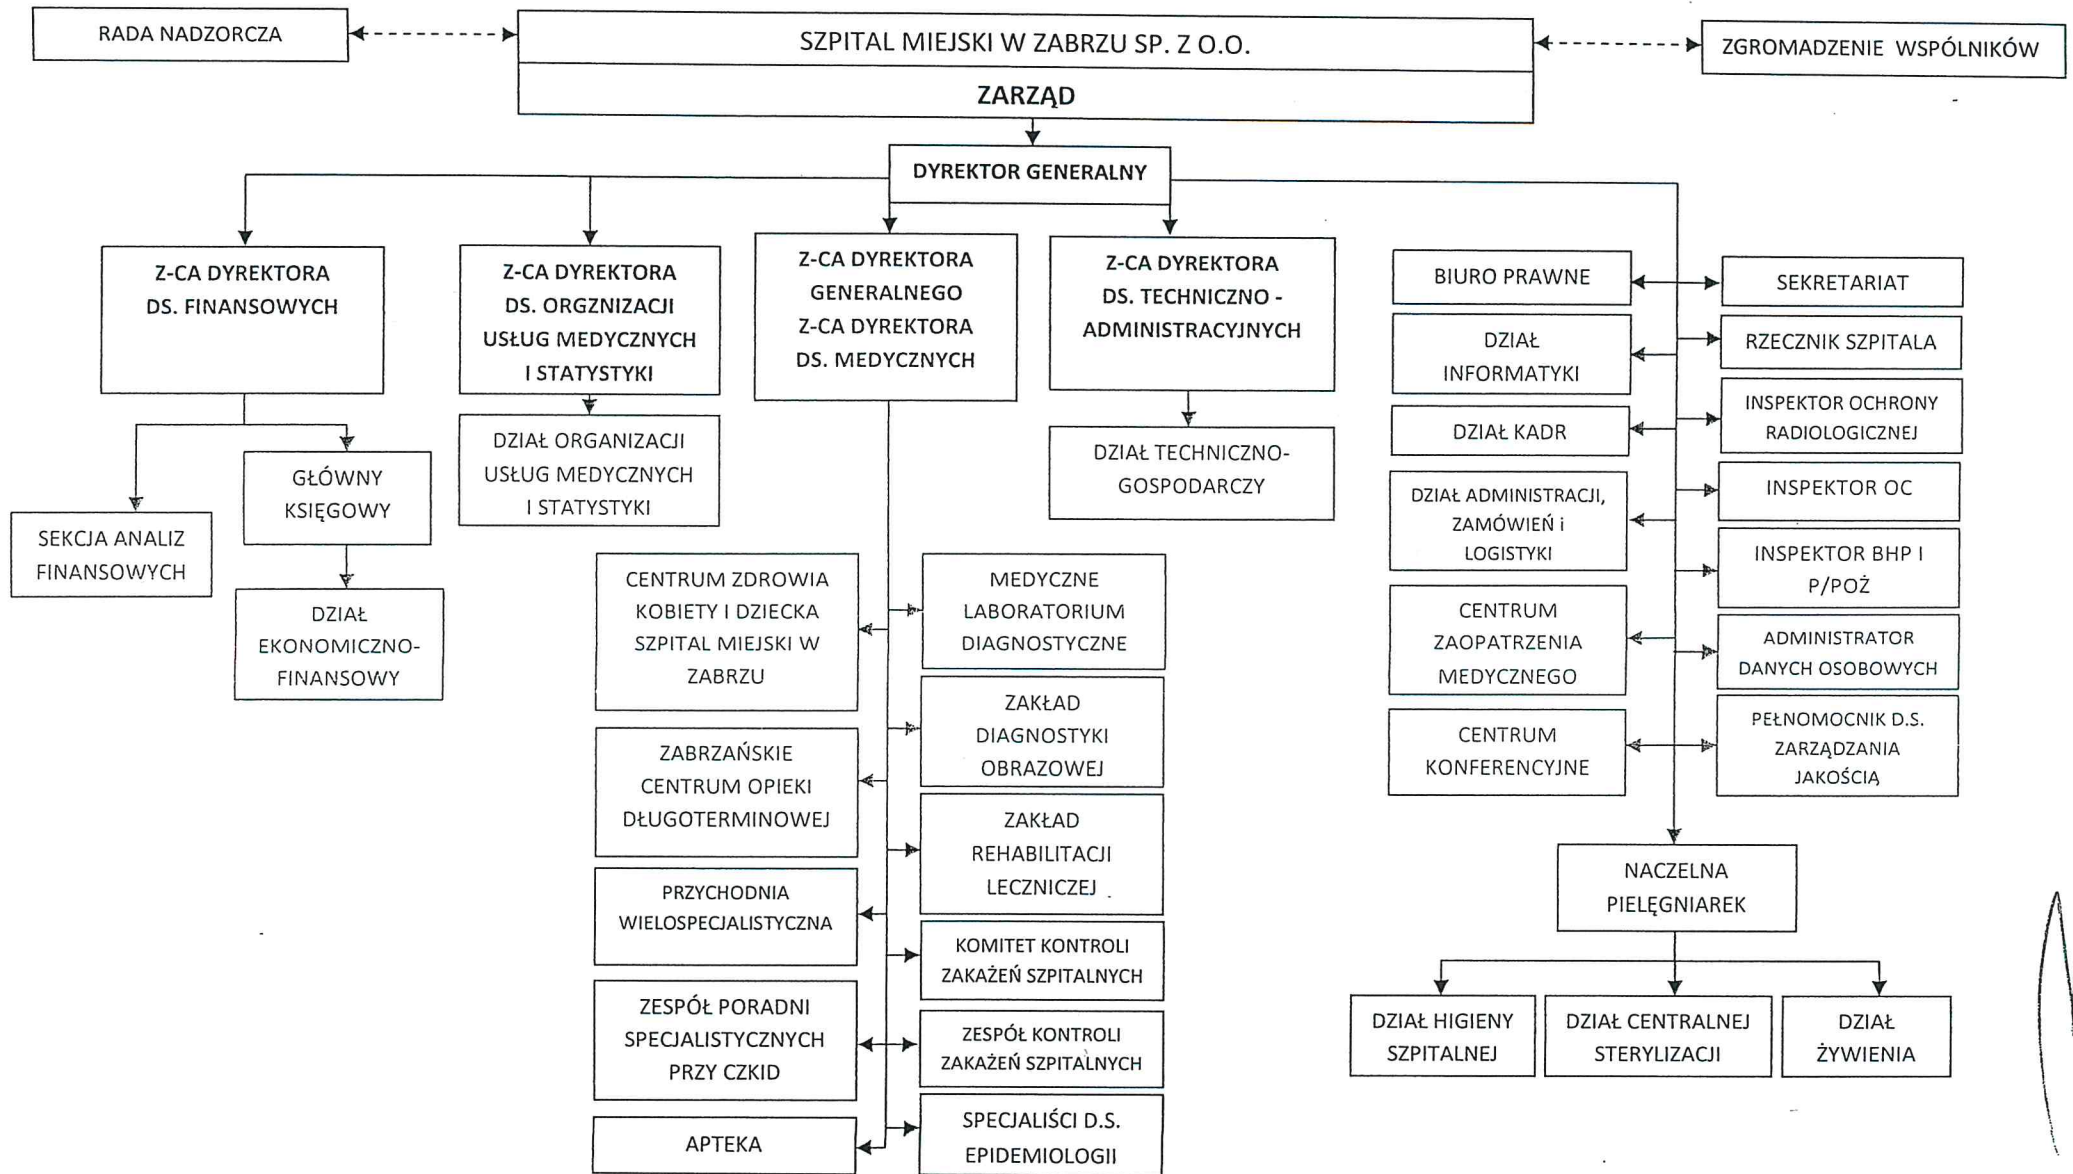 RADA NADZORCZA
SZPITAL MIEJSKI W ZABRZU SP. Z O.O.
ZGROMADZENIE WSPÓLNIKÓW
ZARZĄD
DYREKTOR GENERALNY
Z-CA DYREKTORA
DS. FINANSOWYCH
Z-CA DYREKTORA
DS. ORGZNIZACJI
USŁUG MEDYCZNYCH
I STATYSTYKI
Z-CA DYREKTORA
GENERALNEGO
Z-CA DYREKTORA
DS. MEDYCZNYCH
Z-CA DYREKTORA
DS. TECHNICZNO -
ADMINISTRACYJNYCH
SEKCJA ANALIZ
FINANSOWYCH
GŁÓWNY
KSIĘGOWY
DZIAŁ
EKONOMICZNO-
FINANSOWY
DZIAŁ ORGANIZACJI
USŁUG MEDYCZNYCH
I STATYSTYKI
DZIAŁ TECHNICZNO-
GOSPODARCZY
CENTRUM ZDROWIA
KOBIETY I DZIECKA
SZPITAL MIEJSKI W
ZABRZU
ZABRZAŃSKIE
CENTRUM OPIEKI
DŁUGOTERMINOWEJ
PRZYCHODNIA
WIELOSPECJALISTYCZNA
ZESPÓŁ PORADNI
SPECJALISTYCZNYCH
PRZY CZKID
APTEKA
MEDYCZNE
LABORATORIUM
DIAGNOSTYCZNE
ZAKŁAD
DIAGNOSTYKI
OBRAZOWEJ
ZAKŁAD
REHABILITACJI
LECZNICZEJ
KOMITET KONTROLI
ZAKAŻEŃ SZPITALNYCH
ZESPÓŁ KONTROLI
ZAKAŻEŃ SZPITALNYCH
SPECJALIŚCI D.S.
EPIDEMIOLOGII
BIURO PRAWNE
DZIAŁ
INFORMATYKI
DZIAŁ KADR
DZIAŁ ADMINISTRACJI,
ZAMÓWIEŃ i
LOGISTYKI
CENTRUM
ZAOPATRZENIA
MEDYCZNEGO
CENTRUM
KONFERENCYJNE
SEKRETARIAT
RZECZNIK SZPITALA
INSPEKTOR OCHRONY
RADIOLOGICZNEJ
INSPEKTOR OC
INSPEKTOR BHP I
P/POŻ
ADMINISTRATOR
DANYCH OSOBOWYCH
PEŁNOMOCNIK D.S.
ZARZĄDZANIA
JAKOŚCIĄ
NACZELNA
PIELĘGNIAREK
DZIAŁ HIGIENY
SZPITALNEJ
DZIAŁ CENTRALNEJ
STERYLIZACJI
DZIAŁ
ŻYWIENIA